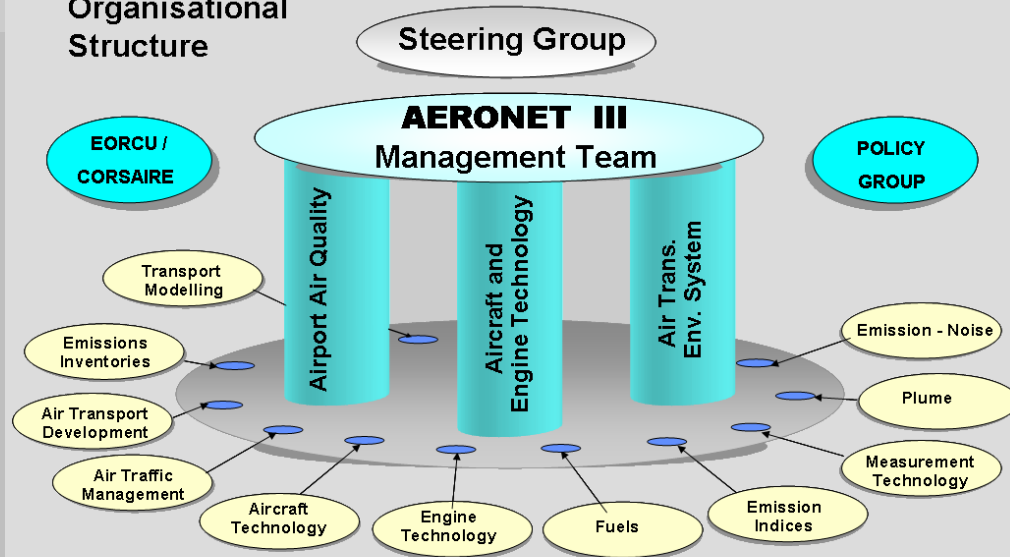 Organisational
Structure
Steering Group
AERONET III
Management Team
EORCU /
CORSAIRE
POLICY
GROUP
Airport Air Quality
Aircraft and
Engine Technology
Air Trans.
Env. System
Transport
Modelling
Emissions
Inventories
Air Transport
Development
Air Traffic
Management
Aircraft
Technology
Engine
Technology
Fuels
Emission
Indices
Measurement
Technology
Plume
Emission - Noise